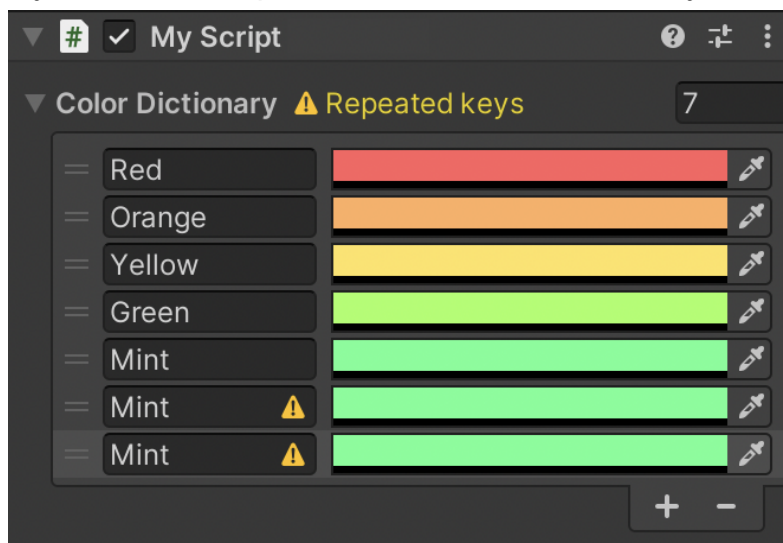 # My Script
Color Dictionary Repeated keys 7
Red
Orange
Yellow
Green
Mint
Mint
Mint
+ −